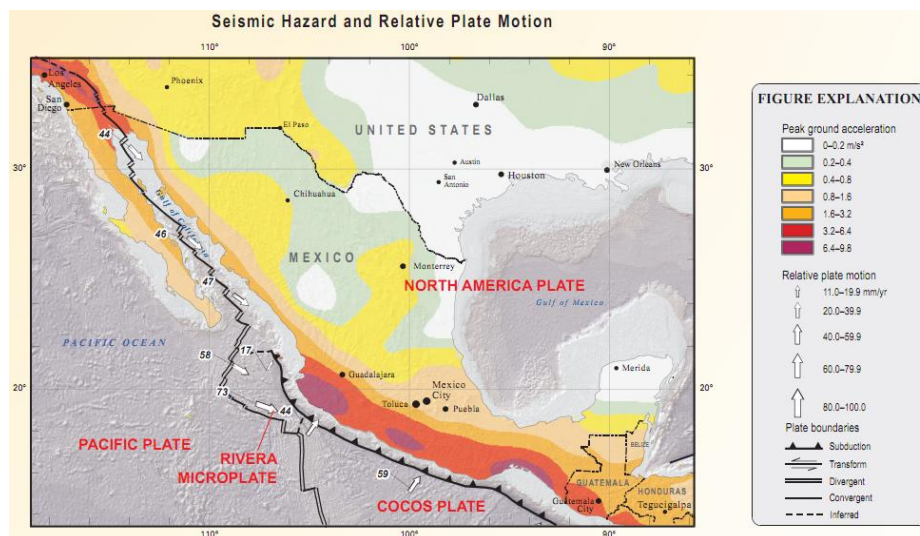 Seismic Hazard and Relative Plate Motion
110°
100°
90°
Los
Angeles
Phoenix
San
Diego
Dallas
El Paso
UNITED STATES
44
Austin
San
Antonio
Houston
New Orleans
30°
30°
Chihuahua
Gulf of California
46
MEXICO
Monterrey
47
NORTH AMERICA PLATE
Gulf of Mexico
PACIFIC OCEAN
17
58
Guadalajara
Merida
20°
20°
73
Mexico
City
Toluca
Puebla
44
PACIFIC PLATE
RIVERA
MICROPLATE
BELIZE
59
COCOS PLATE
GUATEMALA
Guatemala
City
HONDURAS
Tegucigalpa
110°
100°
90°
FIGURE EXPLANATION
Peak ground acceleration
0–0.2 m/s²
0.2–0.4
0.4–0.8
0.8–1.6
1.6–3.2
3.2–6.4
6.4–9.8
Relative plate motion
11.0–19.9 mm/yr
20.0–39.9
40.0–59.9
60.0–79.9
80.0–100.0
Plate boundaries
Subduction
Transform
Divergent
Convergent
Inferred